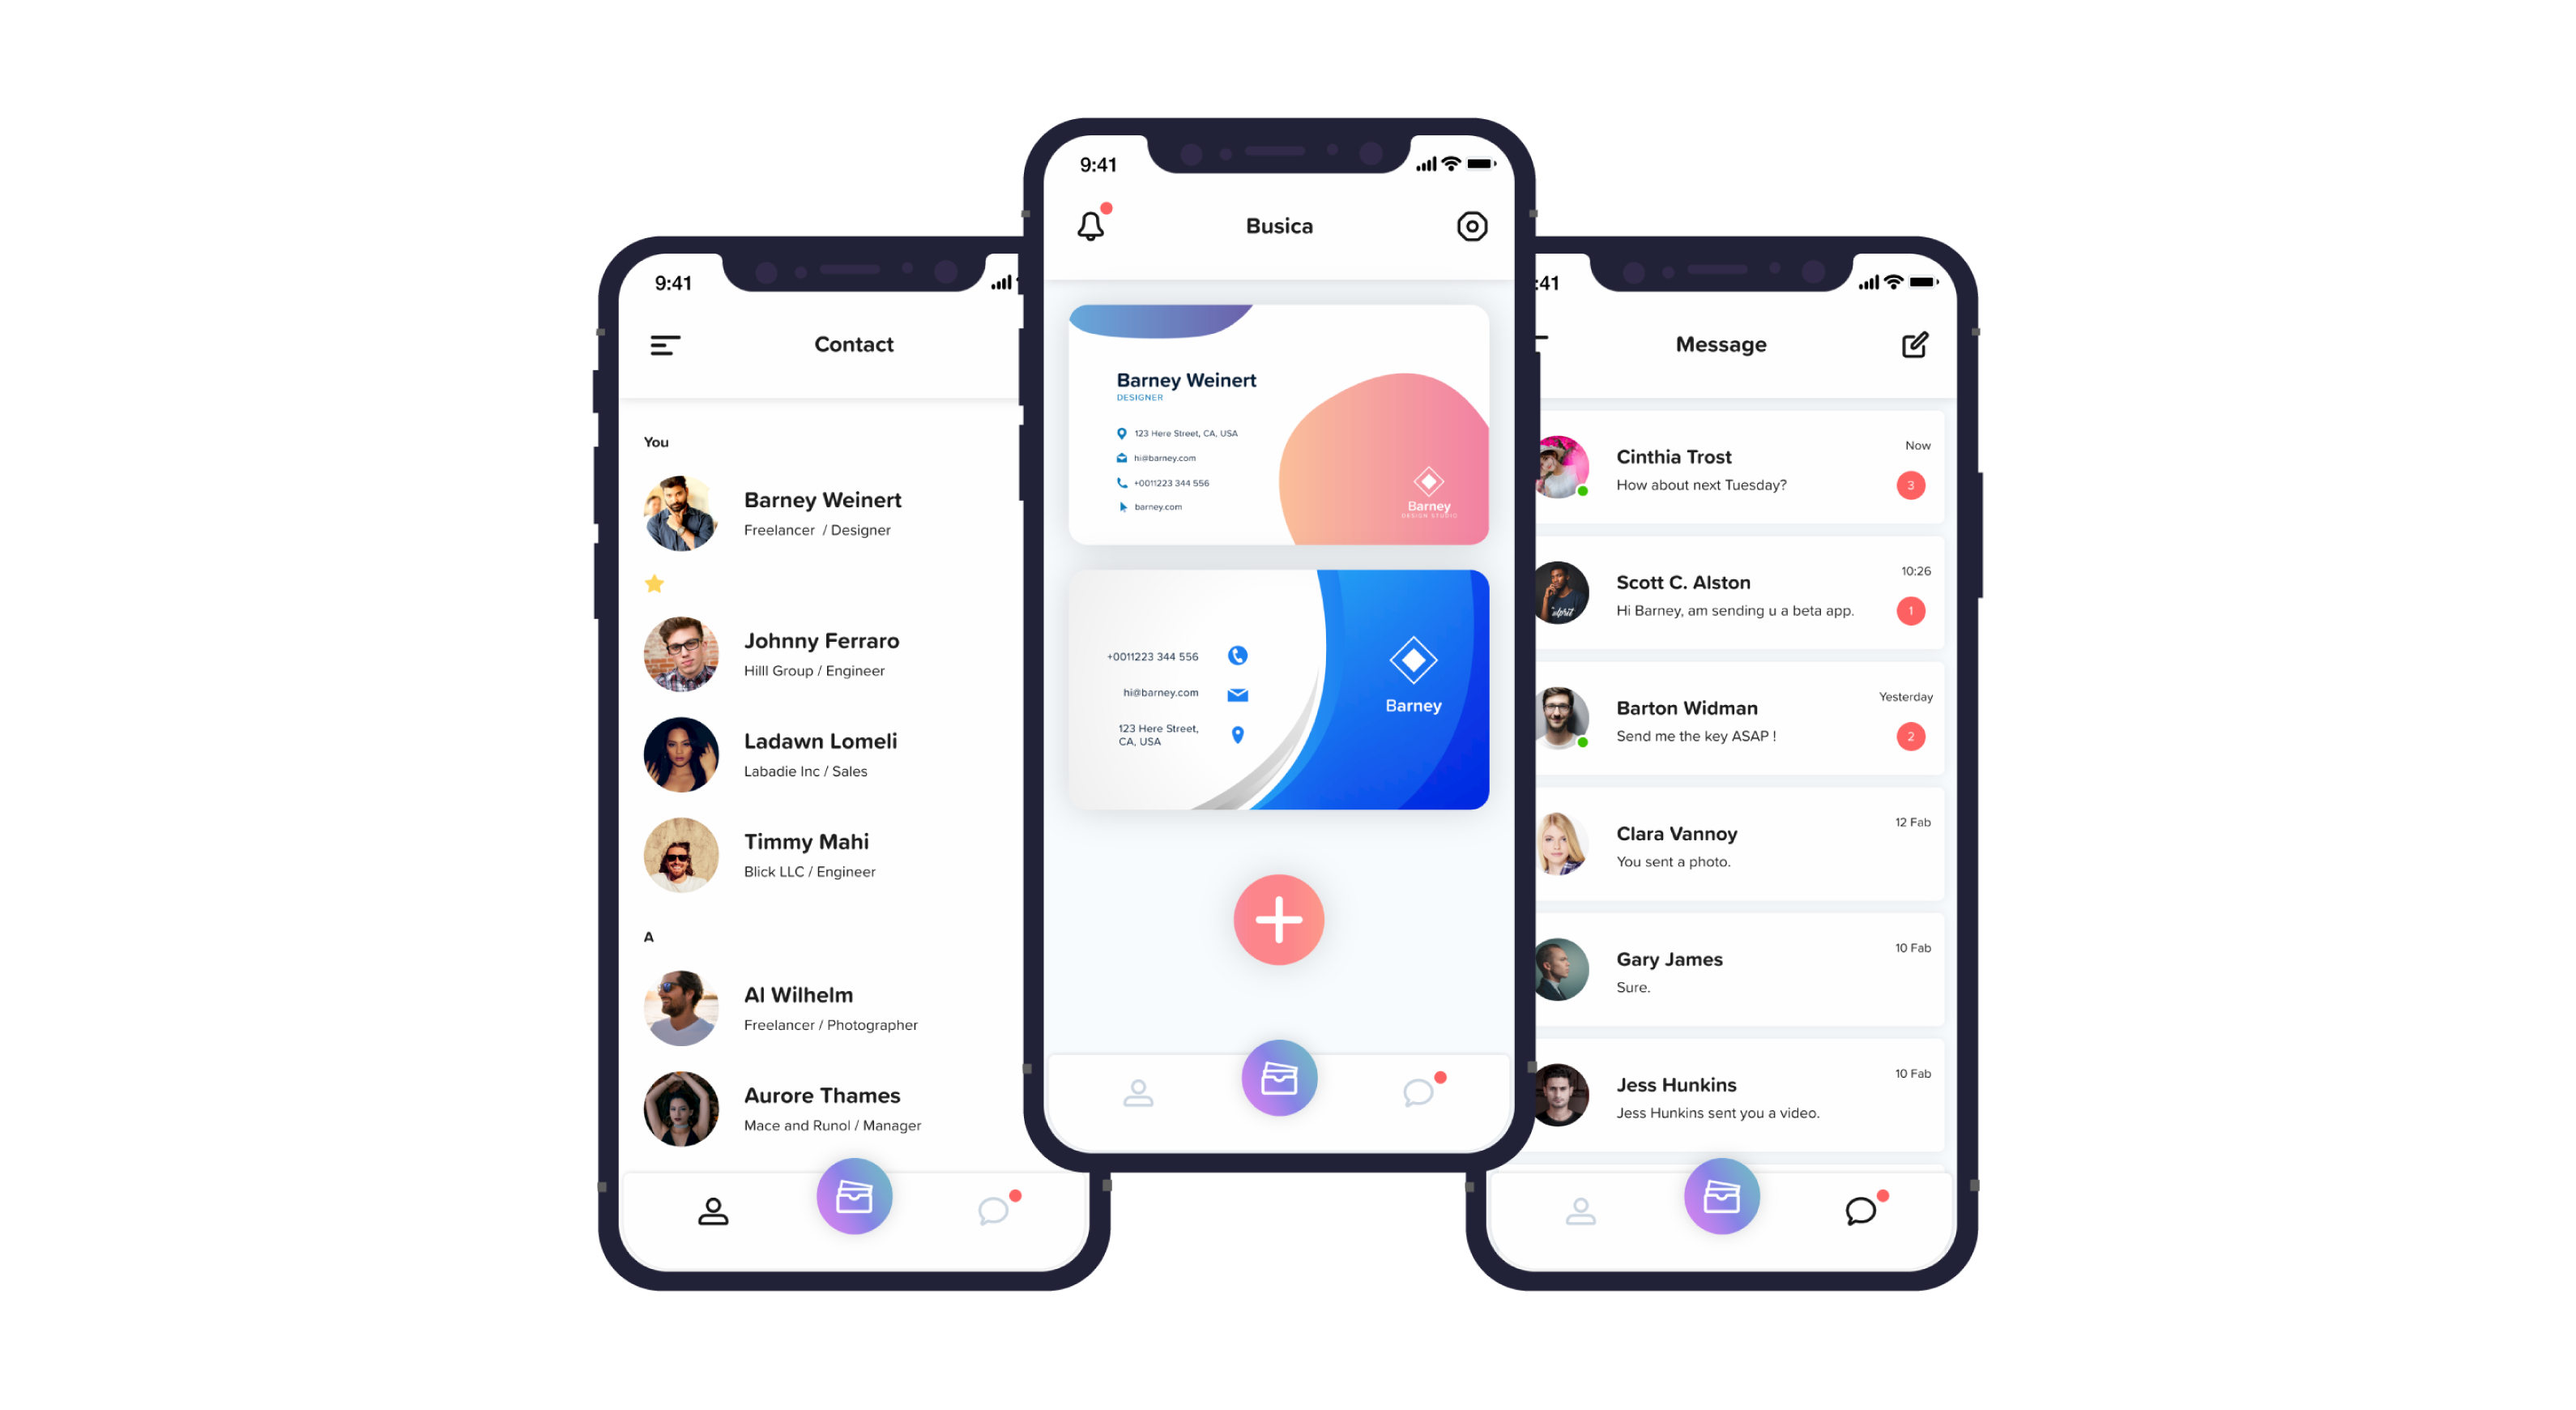 9:41
Contact
You
Barney Weinert
Freelancer / Designer
Johnny Ferraro
Hilll Group / Engineer
Ladawn Lomeli
Labadie Inc / Sales
Timmy Mahi
Blick LLC / Engineer
A
Al Wilhelm
Freelancer / Photographer
Aurore Thames
Mace and Runol / Manager
9:41
Busica
Barney Weinert
DESIGNER
123 Here Street, CA, USA
hi@barney.com
+0011223 344 556
barney.com
Barney
DESIGN STUDIO
+0011223 344 556
hi@barney.com
123 Here Street,
CA, USA
Barney
:41
Message
Cinthia Trost
Now
How about next Tuesday?
3
Scott C. Alston
10:26
Hi Barney, am sending u a beta app.
1
Barton Widman
Yesterday
Send me the key ASAP !
2
Clara Vannoy
12 Fab
You sent a photo.
Gary James
10 Fab
Sure.
Jess Hunkins
10 Fab
Jess Hunkins sent you a video.